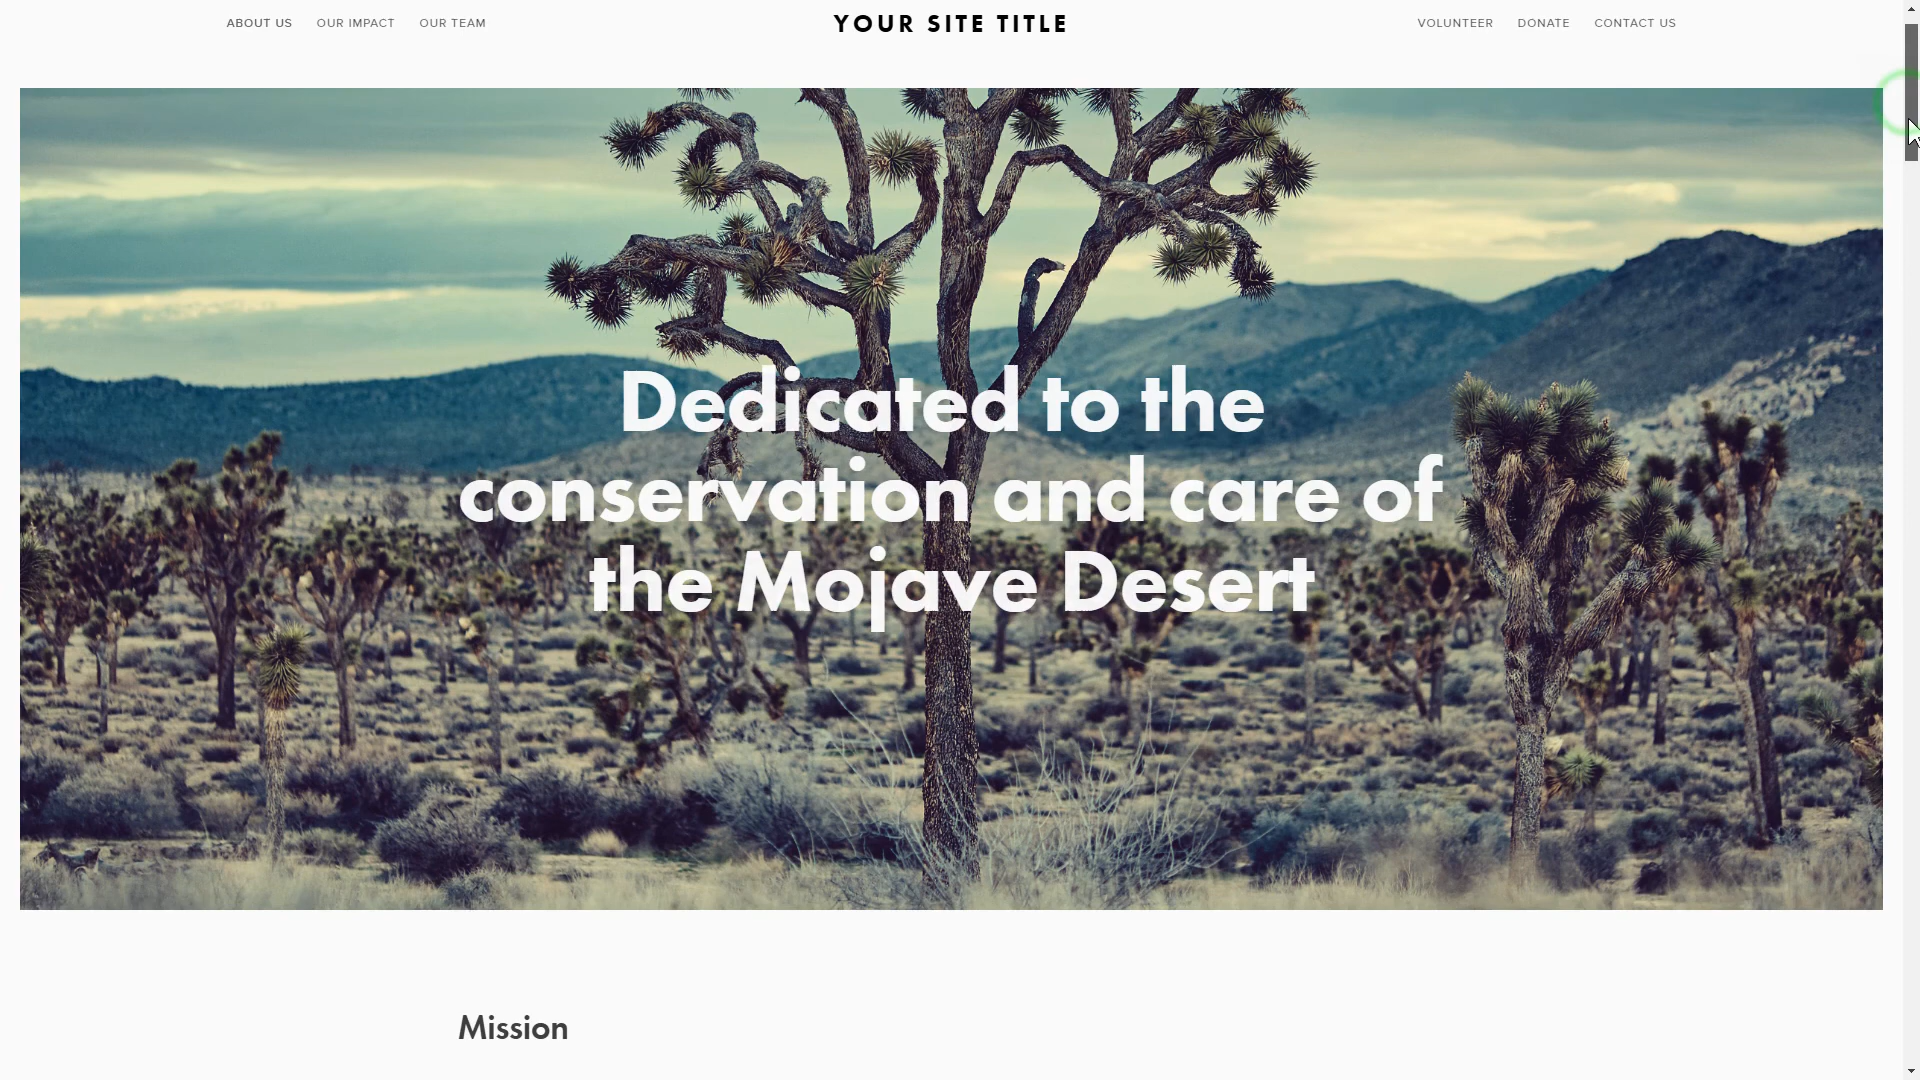 ABOUT US OUR IMPACT OUR TEAM YOUR SITE TITLE VOLUNTEER DONATE CONTACT US
Dedicated to the
conservation and care of
the Mojave Desert
Mission